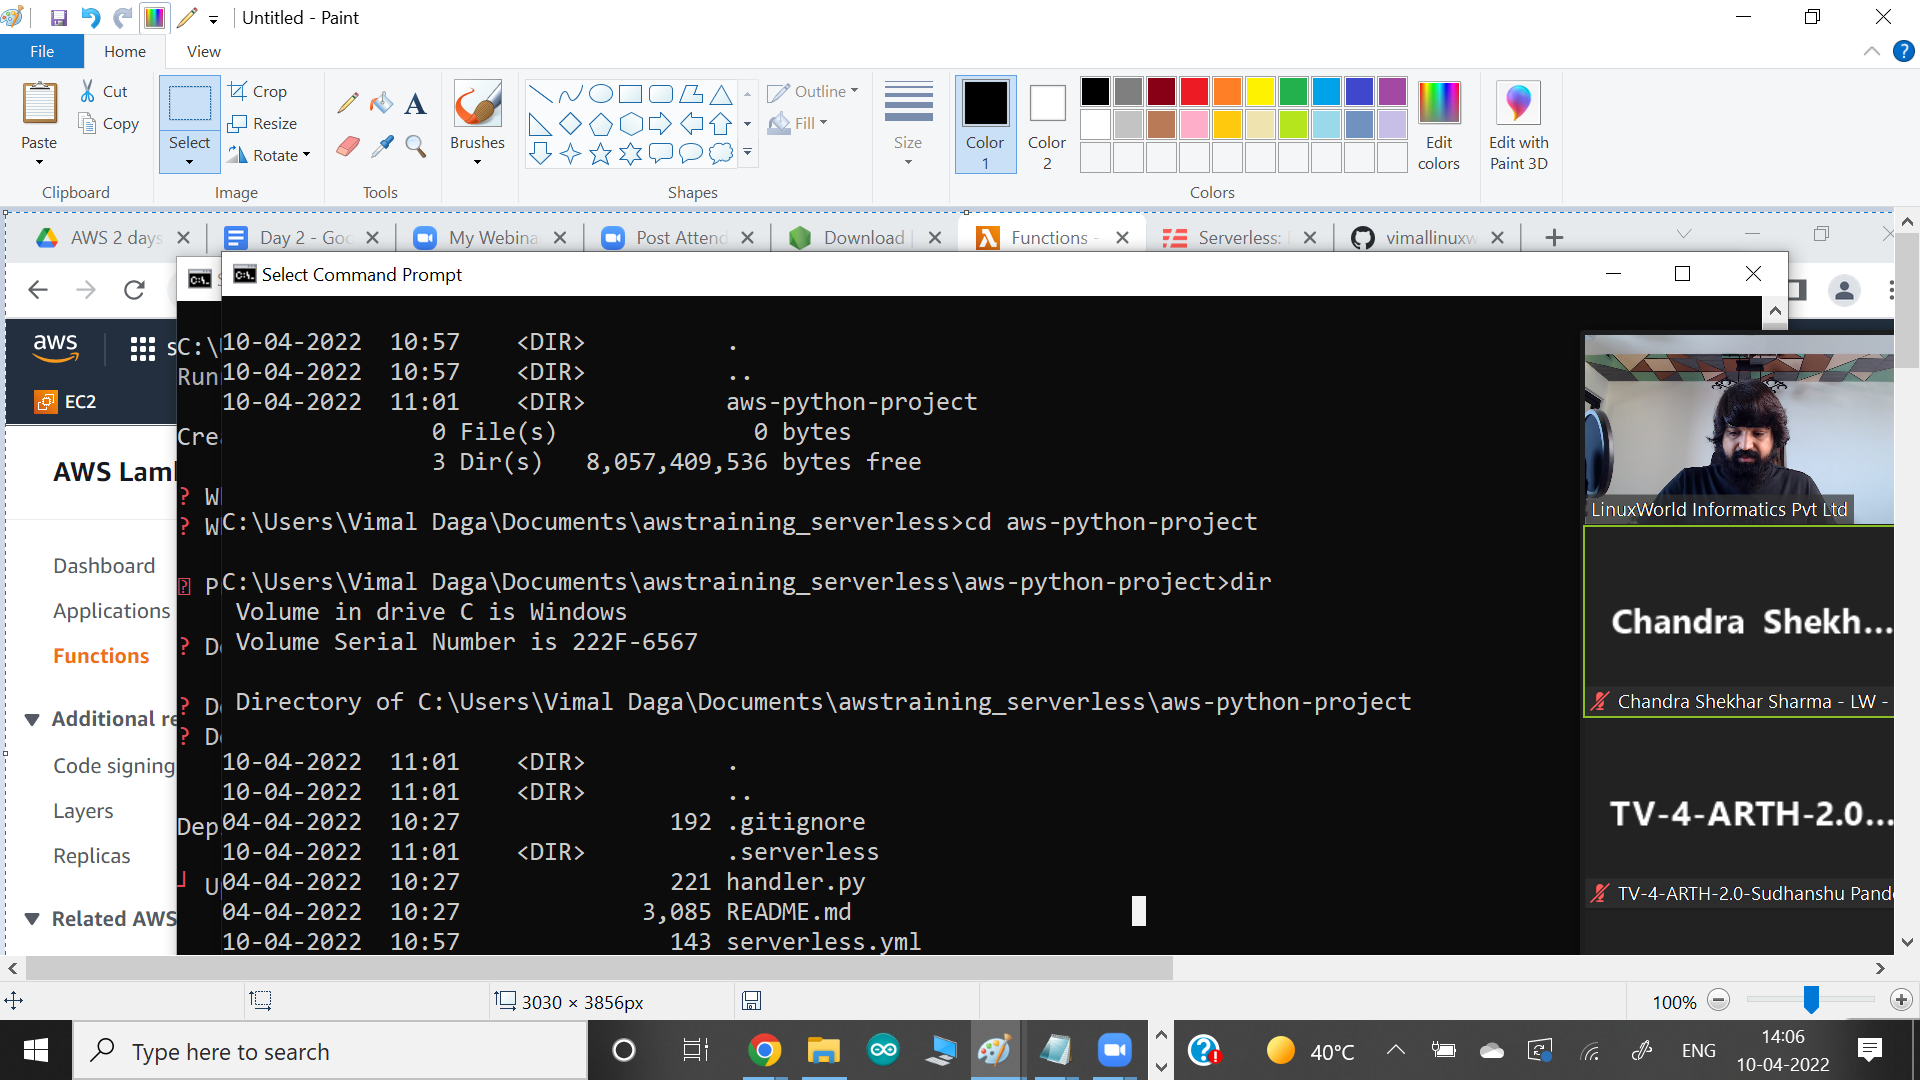 Untitled - Paint
File
Home
View
Paste
Cut
Copy
Clipboard
Select
Crop
Resize
Rotate
Image
A
Tools
Brushes
Shapes
Outline
Fill
Size
Color
1
Color
2
Edit
colors
Edit with
Paint 3D
Colors
AWS 2 days
Day 2 - Goo
My Webina
Post Attend
Download
Functions -
Serverless:
vimallinuxw
Select Command Prompt
aws
EC2
AWS Lam
Dashboard
Applications
Functions
Additional re
Code signing
Layers
Replicas
Related AWS
C:\
Run
Crea
? W
? W
P
? D
? D
? D
Dep
U
10-04-2022 10:57 <DIR> .
10-04-2022 10:57 <DIR> ..
10-04-2022 11:01 <DIR> aws-python-project
0 File(s) 0 bytes
3 Dir(s) 8,057,409,536 bytes free
C:\Users\Vimal Daga\Documents\awstraining_serverless>cd aws-python-project
C:\Users\Vimal Daga\Documents\awstraining_serverless\aws-python-project>dir
Volume in drive C is Windows
Volume Serial Number is 222F-6567
Directory of C:\Users\Vimal Daga\Documents\awstraining_serverless\aws-python-project
10-04-2022 11:01 <DIR> .
10-04-2022 11:01 <DIR> ..
04-04-2022 10:27 192 .gitignore
10-04-2022 11:01 <DIR> .serverless
04-04-2022 10:27 221 handler.py
04-04-2022 10:27 3,085 README.md
10-04-2022 10:57 143 serverless.yml
LinuxWorld Informatics Pvt Ltd
Chandra Shekh...
Chandra Shekhar Sharma - LW -
TV-4-ARTH-2.0...
TV-4-ARTH-2.0-Sudhanshu Pand
3030 × 3856px
100%
Type here to search
40°C
ENG
14:06
10-04-2022